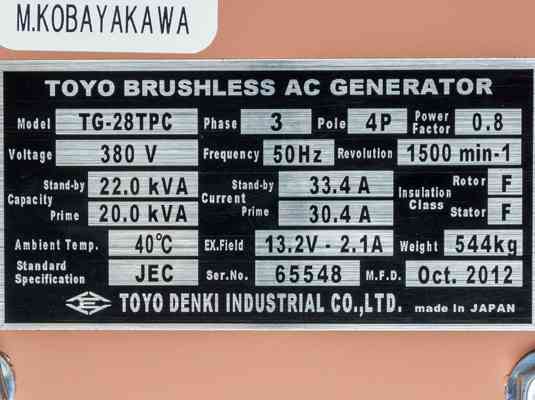 M.KOBAYAKAWA
TOYO BRUSHLESS AC GENERATOR
Model TG-28TPC Phase 3 Pole 4P Power Factor 0.8
Voltage 380 V Frequency 50Hz Revolution 1500 min-1
Capacity Stand-by 22.0 kVA Current Stand-by 33.4 A Insulation Class Rotor F
Prime 20.0 kVA Prime 30.4 A Stator F
Ambient Temp. 40℃ EX.Field 13.2V - 2.1A Weight 544kg
Standard Specification JEC Ser.No. 65548 M.F.D. Oct. 2012
TOYO DENKI INDUSTRIAL CO.,LTD. made in JAPAN